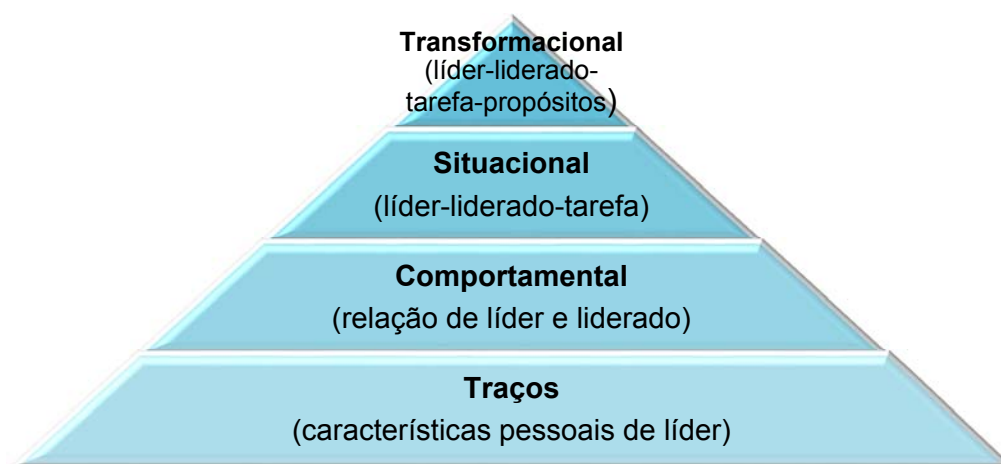 Transformacional
(líder-liderado-
tarefa-propósitos)
Situacional
(líder-liderado-tarefa)
Comportamental
(relação de líder e liderado)
Traços
(características pessoais de líder)